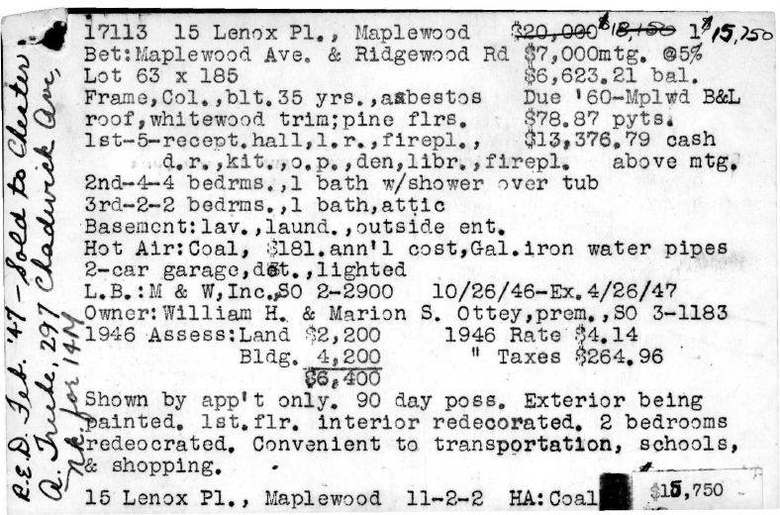 17113 15 Lenox Pl., Maplewood $20,000 $18,150 1 $15,750
Bet:Maplewood Ave. & Ridgewood Rd $7,000mtg. @5%
Lot 63 x 185 $6,623.21 bal.
Frame,Col.,blt.35 yrs.,asbestos Due '60-Mplwd B&L
roof,whitewood trim;pine flrs. $78.87 pyts.
1st-5-recept.hall,l.r.,firepl., $13,376.79 cash
d.r.,kit.,o.p.,den,libr.,firepl. above mtg.
2nd-4-4 bedrms.,1 bath w/shower over tub
3rd-2-2 bedrms.,1 bath,attic
Basement:lav.,laund.,outside ent.
Hot Air:Coal, $181.ann'l cost,Gal.iron water pipes
2-car garage,det.,lighted
L.B.:M & W,Inc.,SO 2-2900 10/26/46-Ex.4/26/47
Owner:William H. & Marion S. Ottey,prem.,SO 3-1183
1946 Assess:Land $2,200 1946 Rate $4.14
Bldg. 4,200 " Taxes $264.96
$6,400
Shown by app't only. 90 day poss. Exterior being
painted. 1st.flr. interior redecorated. 2 bedrooms
redeocrated. Convenient to transportation, schools,
& shopping.
15 Lenox Pl., Maplewood 11-2-2 HA:Coal $15,750
R.E.D. Feb. '47 - Sold to Chester
A. 297 Chadwick Ave,
Nk. for 14M